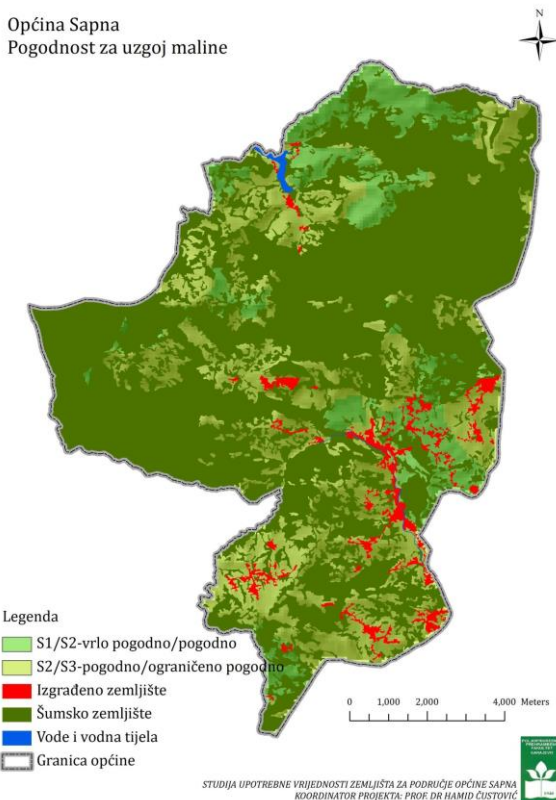 Općina Sapna
Pogodnost za uzgoj maline
N
Legenda
S1/S2-vrlo pogodno/pogodno
S2/S3-pogodno/ograničeno pogodno
Izgrađeno zemljište
Šumsko zemljište
Vode i vodna tijela
Granica općine
0 1,000 2,000 4,000 Meters
STUDIJA UPOTREBNE VRIJEDNOSTI ZEMLJIŠTA ZA PODRUČJE OPĆINE SAPNA
KOORDINATOR PROJEKTA: PROF. DR HAMID ČUSTOVIĆ